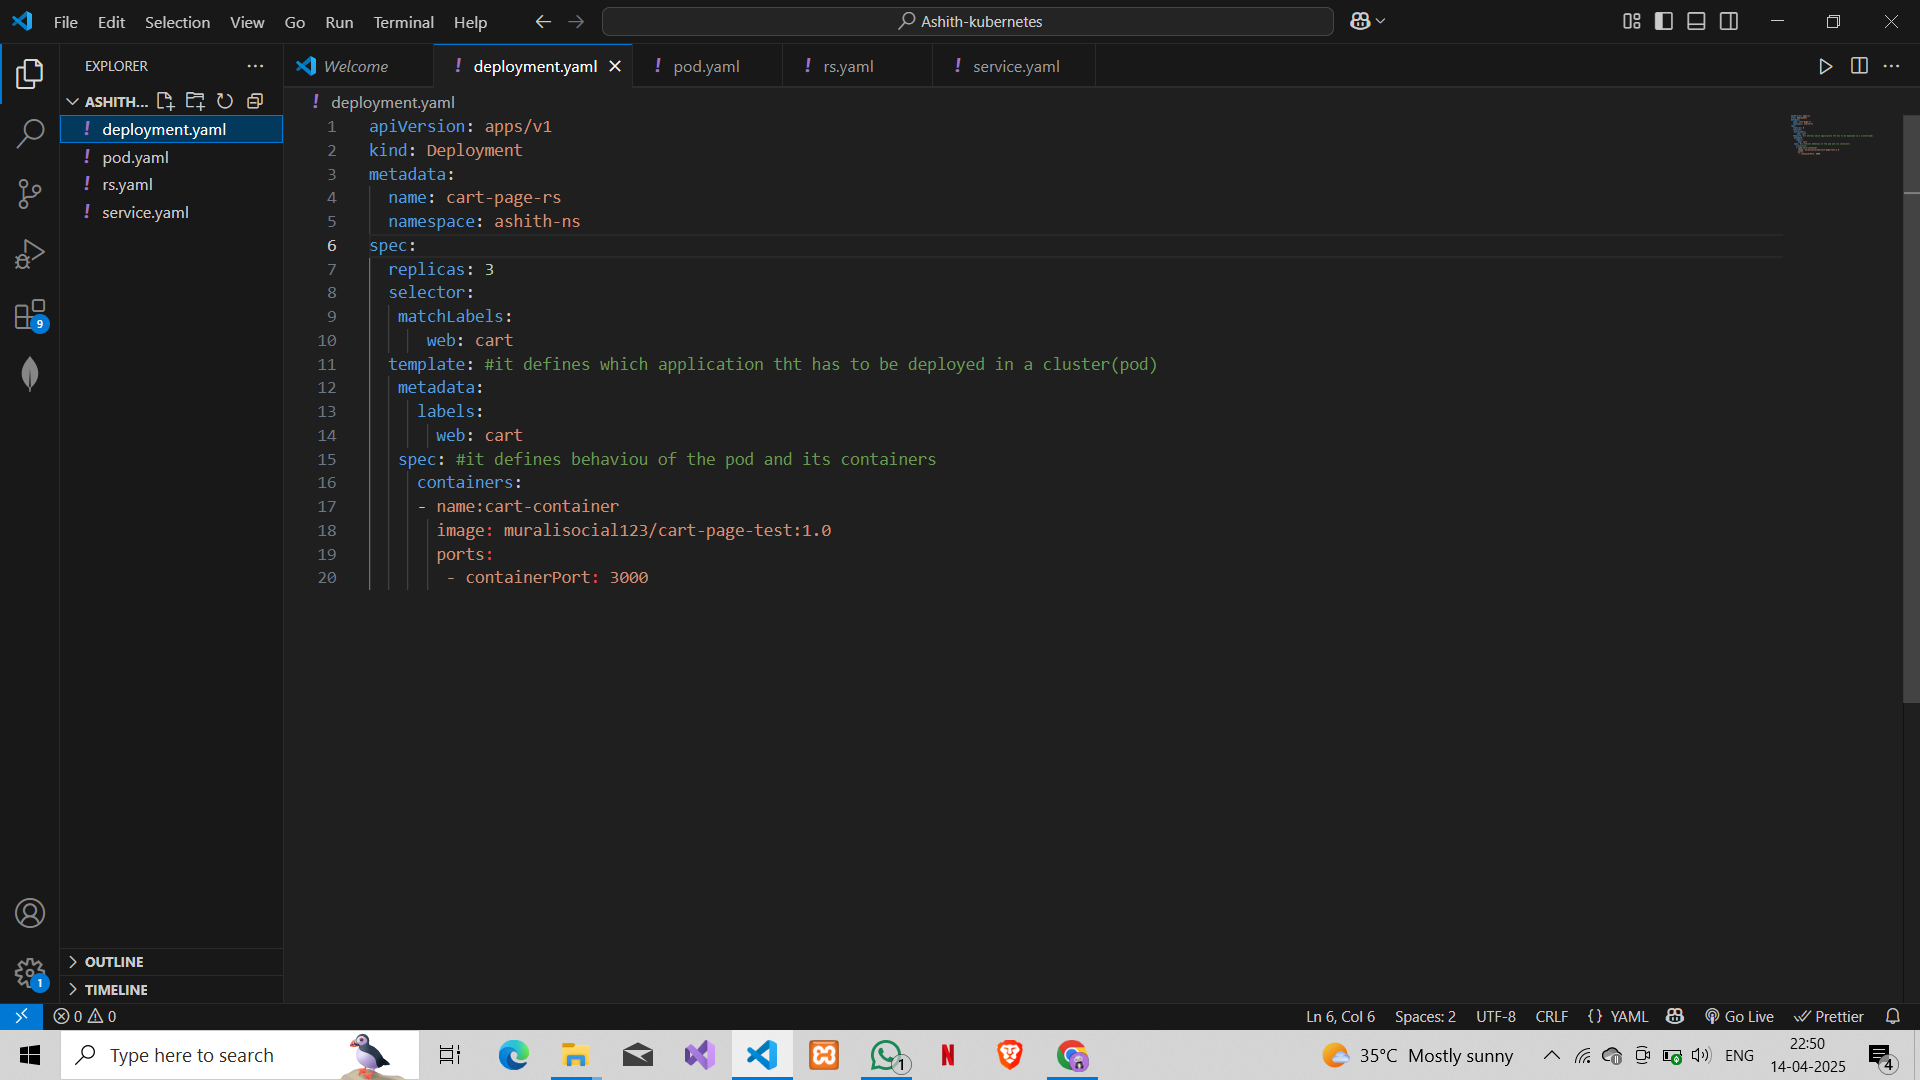 File Edit Selection View Go Run Terminal Help
Ashith-kubernetes
EXPLORER
ASHITH...
deployment.yaml
pod.yaml
rs.yaml
service.yaml
OUTLINE
TIMELINE
Welcome
deployment.yaml
pod.yaml
rs.yaml
service.yaml
deployment.yaml
1 apiVersion: apps/v1
2 kind: Deployment
3 metadata:
4 name: cart-page-rs
5 namespace: ashith-ns
6 spec:
7 replicas: 3
8 selector:
9 matchLabels:
10 web: cart
11 template: #it defines which application tht has to be deployed in a cluster(pod)
12 metadata:
13 labels:
14 web: cart
15 spec: #it defines behaviou of the pod and its containers
16 containers:
17 - name:cart-container
18 image: muralisocial123/cart-page-test:1.0
19 ports:
20 - containerPort: 3000
9
1
0 0
Ln 6, Col 6 Spaces: 2 UTF-8 CRLF {} YAML Go Live Prettier
Type here to search
1
N
35°C Mostly sunny
ENG
22:50
14-04-2025
4